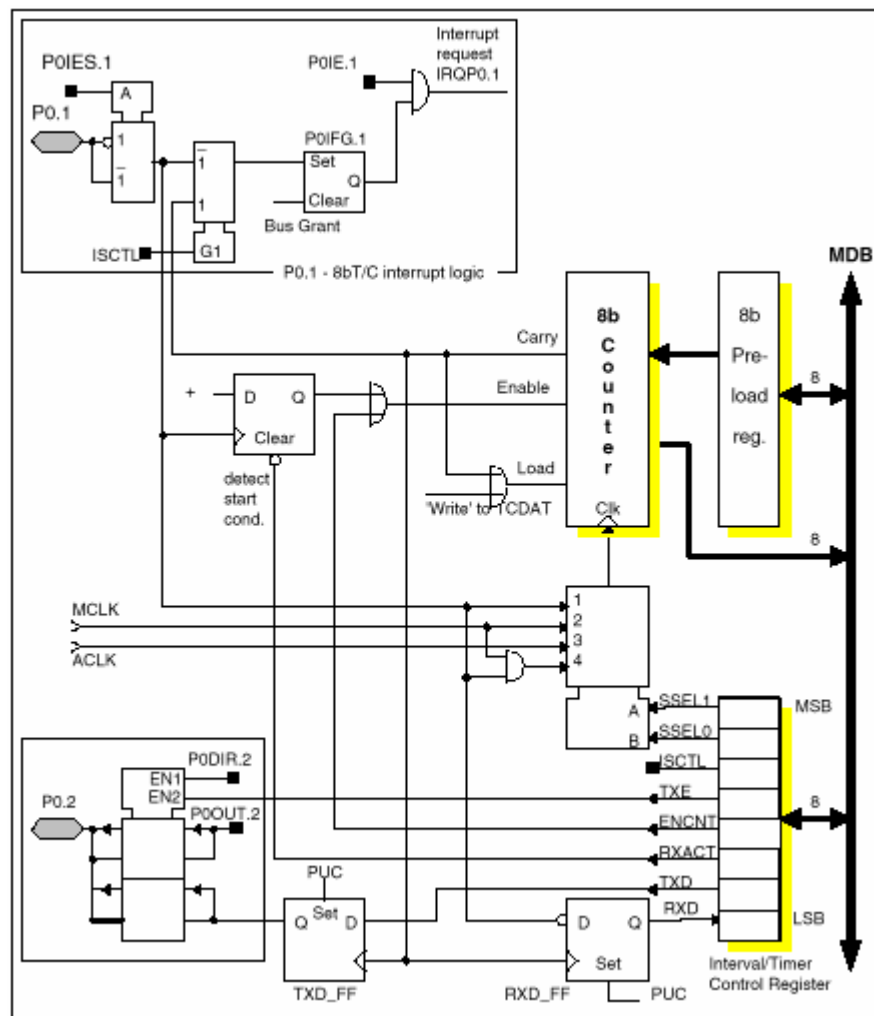 Interrupt
request
IRQP0.1
P0IES.1
P0IE.1
A
P0.1
1
1
1
1
P0IFG.1
Set
Q
Clear
Bus Grant
ISCTL
G1
P0.1 - 8bT/C interrupt logic
MDB
8b
Counter
Clk
8b
Pre-
load
reg.
8
8
Carry
Enable
Load
+
D
Q
Clear
detect
start
cond.
'Write' to TCDAT
MCLK
ACLK
1
2
3
4
A
B
SSEL1
SSEL0
ISCTL
TXE
ENCNT
RXACT
TXD
RXD
MSB
LSB
8
Interval/Timer
Control Register
P0DIR.2
EN1
EN2
P0.2
P0OUT.2
PUC
Set
Q
D
TXD_FF
D
Q
Set
RXD_FF
PUC